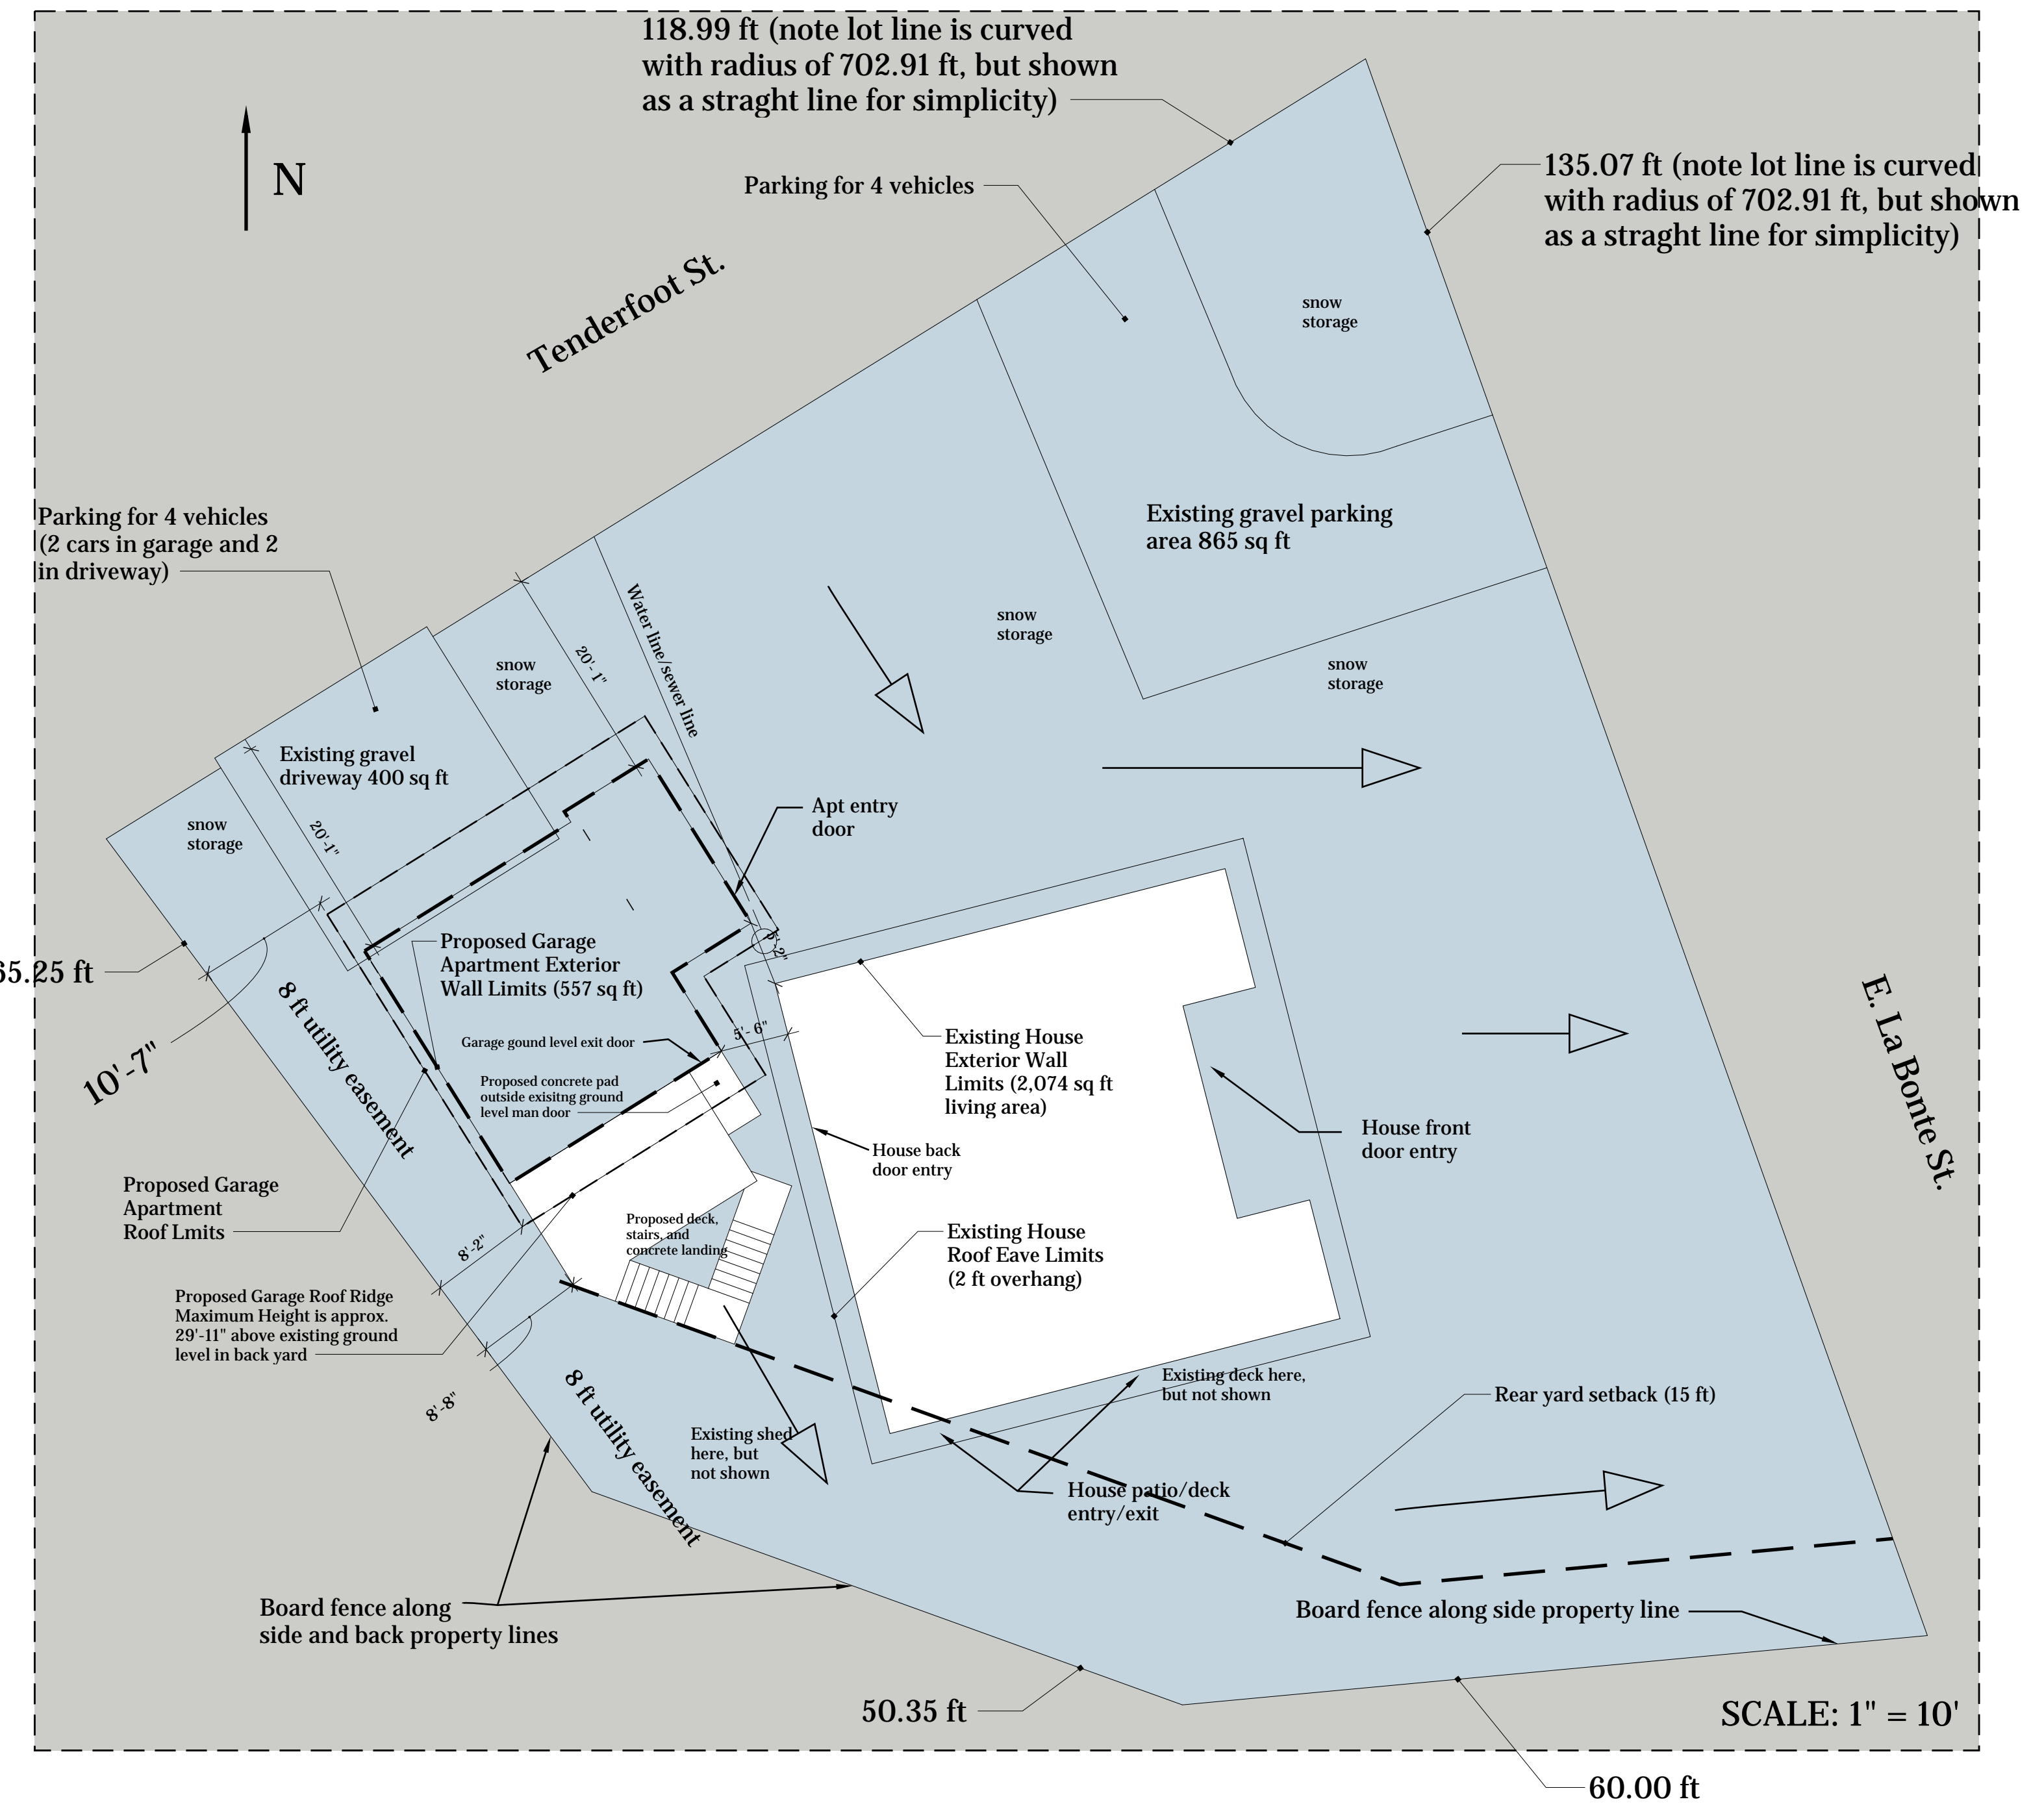 118.99 ft (note lot line is curved
with radius of 702.91 ft, but shown
as a straght line for simplicity)
135.07 ft (note lot line is curved
with radius of 702.91 ft, but shown
as a straght line for simplicity)
N
Parking for 4 vehicles
Tenderfoot St.
snow
storage
Parking for 4 vehicles
(2 cars in garage and 2
in driveway)
Existing gravel parking
area 865 sq ft
Water line/sewer line
20'-1"
snow
storage
snow
storage
snow
storage
Existing gravel
driveway 400 sq ft
snow
storage
20'-1"
Apt entry
door
65.25 ft
Proposed Garage
Apartment Exterior
Wall Limits (557 sq ft)
5'-2"
8 ft utility easement
10'-7"
5'-6"
Garage gound level exit door
Proposed concrete pad
outside exisitng ground
level man door
Existing House
Exterior Wall
Limits (2,074 sq ft
living area)
E. La Bonte St.
House front
door entry
House back
door entry
Proposed Garage
Apartment
Roof Lmits
Proposed deck,
stairs, and
concrete landing
Existing House
Roof Eave Limits
(2 ft overhang)
8'-2"
Proposed Garage Roof Ridge
Maximum Height is approx.
29'-11" above existing ground
level in back yard
8'-8"
8 ft utility easement
Existing deck here,
but not shown
Rear yard setback (15 ft)
Existing shed
here, but
not shown
House patio/deck
entry/exit
Board fence along
side and back property lines
Board fence along side property line
50.35 ft
SCALE: 1" = 10'
60.00 ft